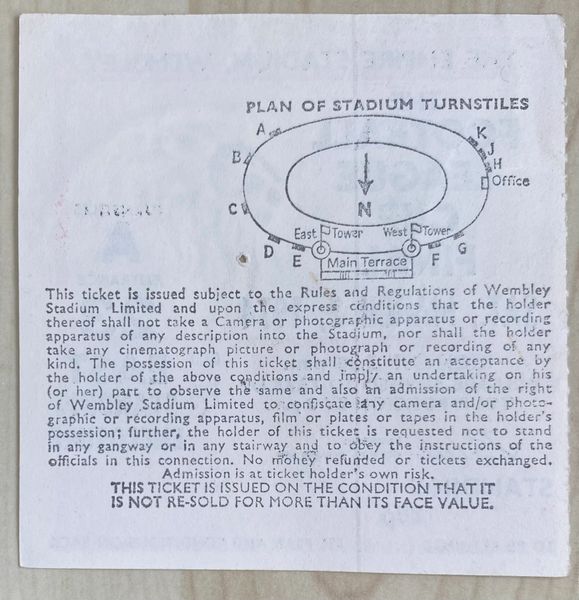 PLAN OF STADIUM TURNSTILES
A
K
J
B
H
Office
N
C
East Tower
West Tower
D
E
F
G
Main Terrace
This ticket is issued subject to the Rules and Regulations of Wembley
Stadium Limited and upon the express conditions that the holder
thereof shall not take a Camera or photographic apparatus or recording
apparatus of any description into the Stadium, nor shall the holder
take any cinematograph picture or photograph or recording of any
kind. The possession of this ticket shall constitute an acceptance by
the holder of the above conditions and imply an undertaking on his
(or her) part to observe the same and also an admission of the right
of Wembley Stadium Limited to confiscate any camera and/or photo-
graphic or recording apparatus, film or plates or tapes in the holder's
possession; further, the holder of this ticket is requested not to stand
in any gangway or in any stairway and to obey the instructions of the
officials in this connection. No money refunded or tickets exchanged.
Admission is at ticket holder's own risk.
THIS TICKET IS ISSUED ON THE CONDITION THAT IT
IS NOT RE-SOLD FOR MORE THAN ITS FACE VALUE.